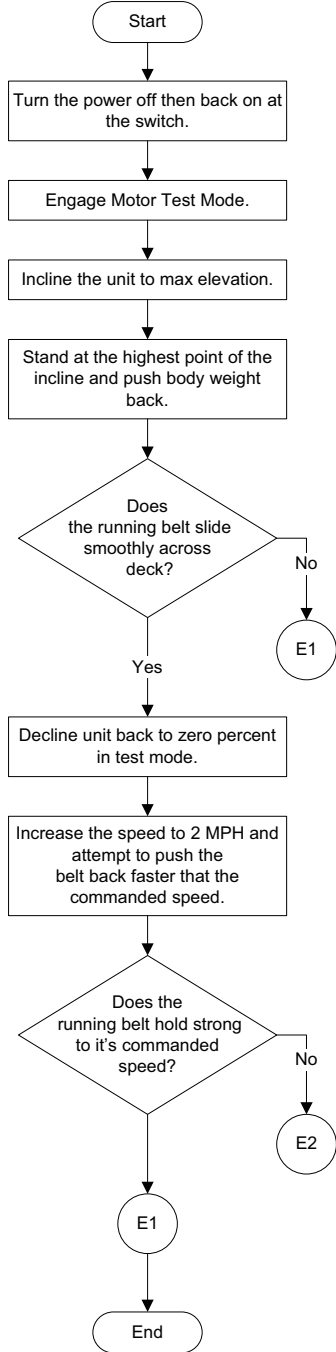 Start
Turn the power off then back on at
the switch.
Engage Motor Test Mode.
Incline the unit to max elevation.
Stand at the highest point of the
incline and push body weight
back.
Does
the running belt slide
smoothly across
deck?
No
E1
Yes
Decline unit back to zero percent
in test mode.
Increase the speed to 2 MPH and
attempt to push the
belt back faster that the
commanded speed.
Does the
running belt hold strong
to it's commanded
speed?
No
E2
E1
End